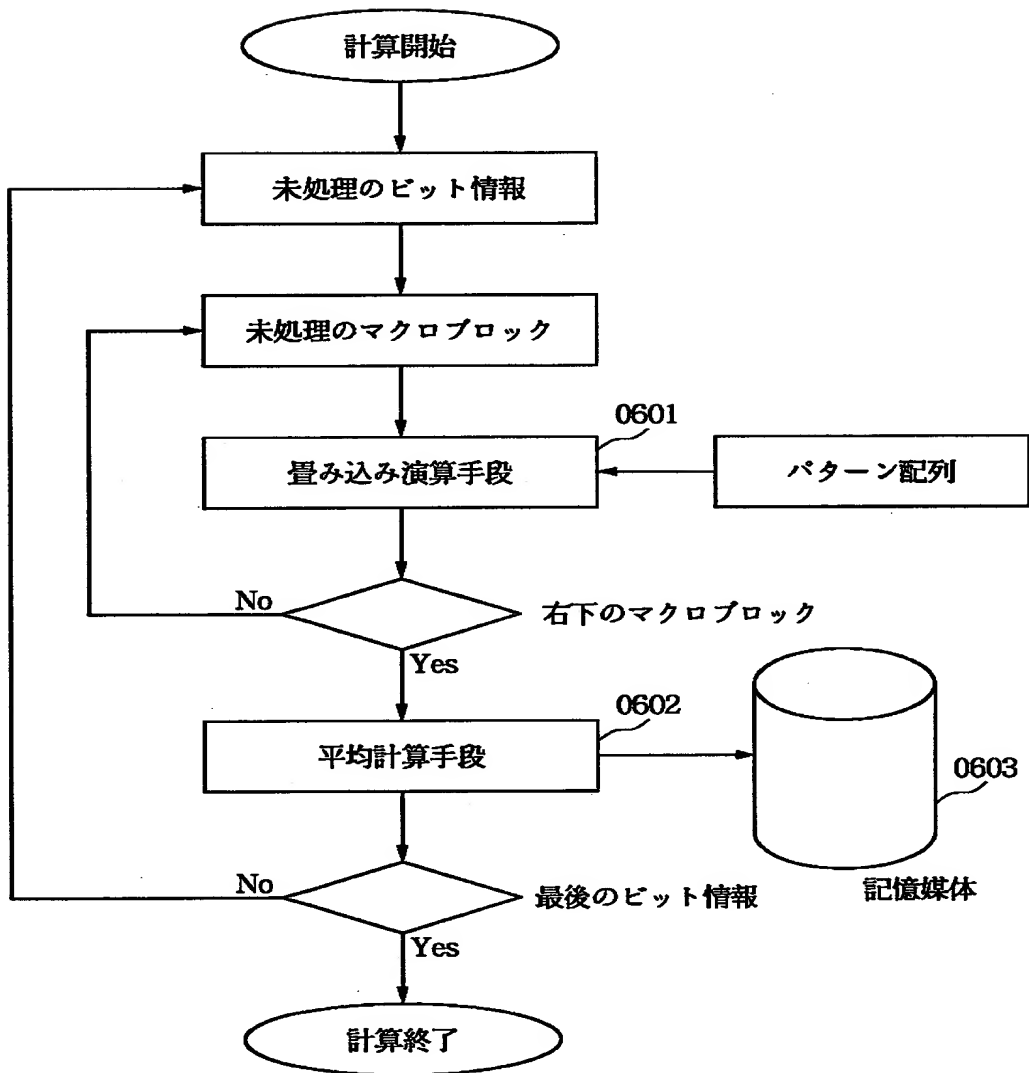 計算開始
未処理のビット情報
未処理のマクロブロック
0601
畳み込み演算手段
パターン配列
No
右下のマクロブロック
Yes
0602
平均計算手段
0603
記憶媒体
No
最後のビット情報
Yes
計算終了